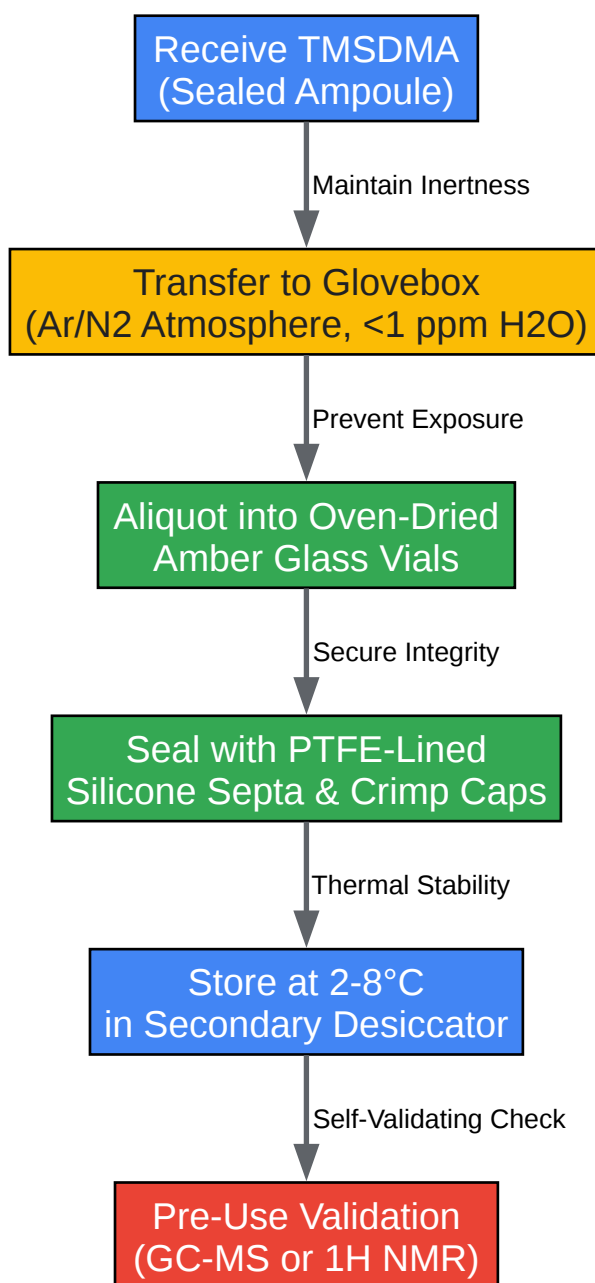 Receive TMSDMA
(Sealed Ampoule)
Maintain Inertness
Transfer to Glovebox
(Ar/N2 Atmosphere, <1 ppm H2O)
Prevent Exposure
Aliquot into Oven-Dried
Amber Glass Vials
Secure Integrity
Seal with PTFE-Lined
Silicone Septa & Crimp Caps
Thermal Stability
Store at 2-8°C
in Secondary Desiccator
Self-Validating Check
Pre-Use Validation
(GC-MS or 1H NMR)